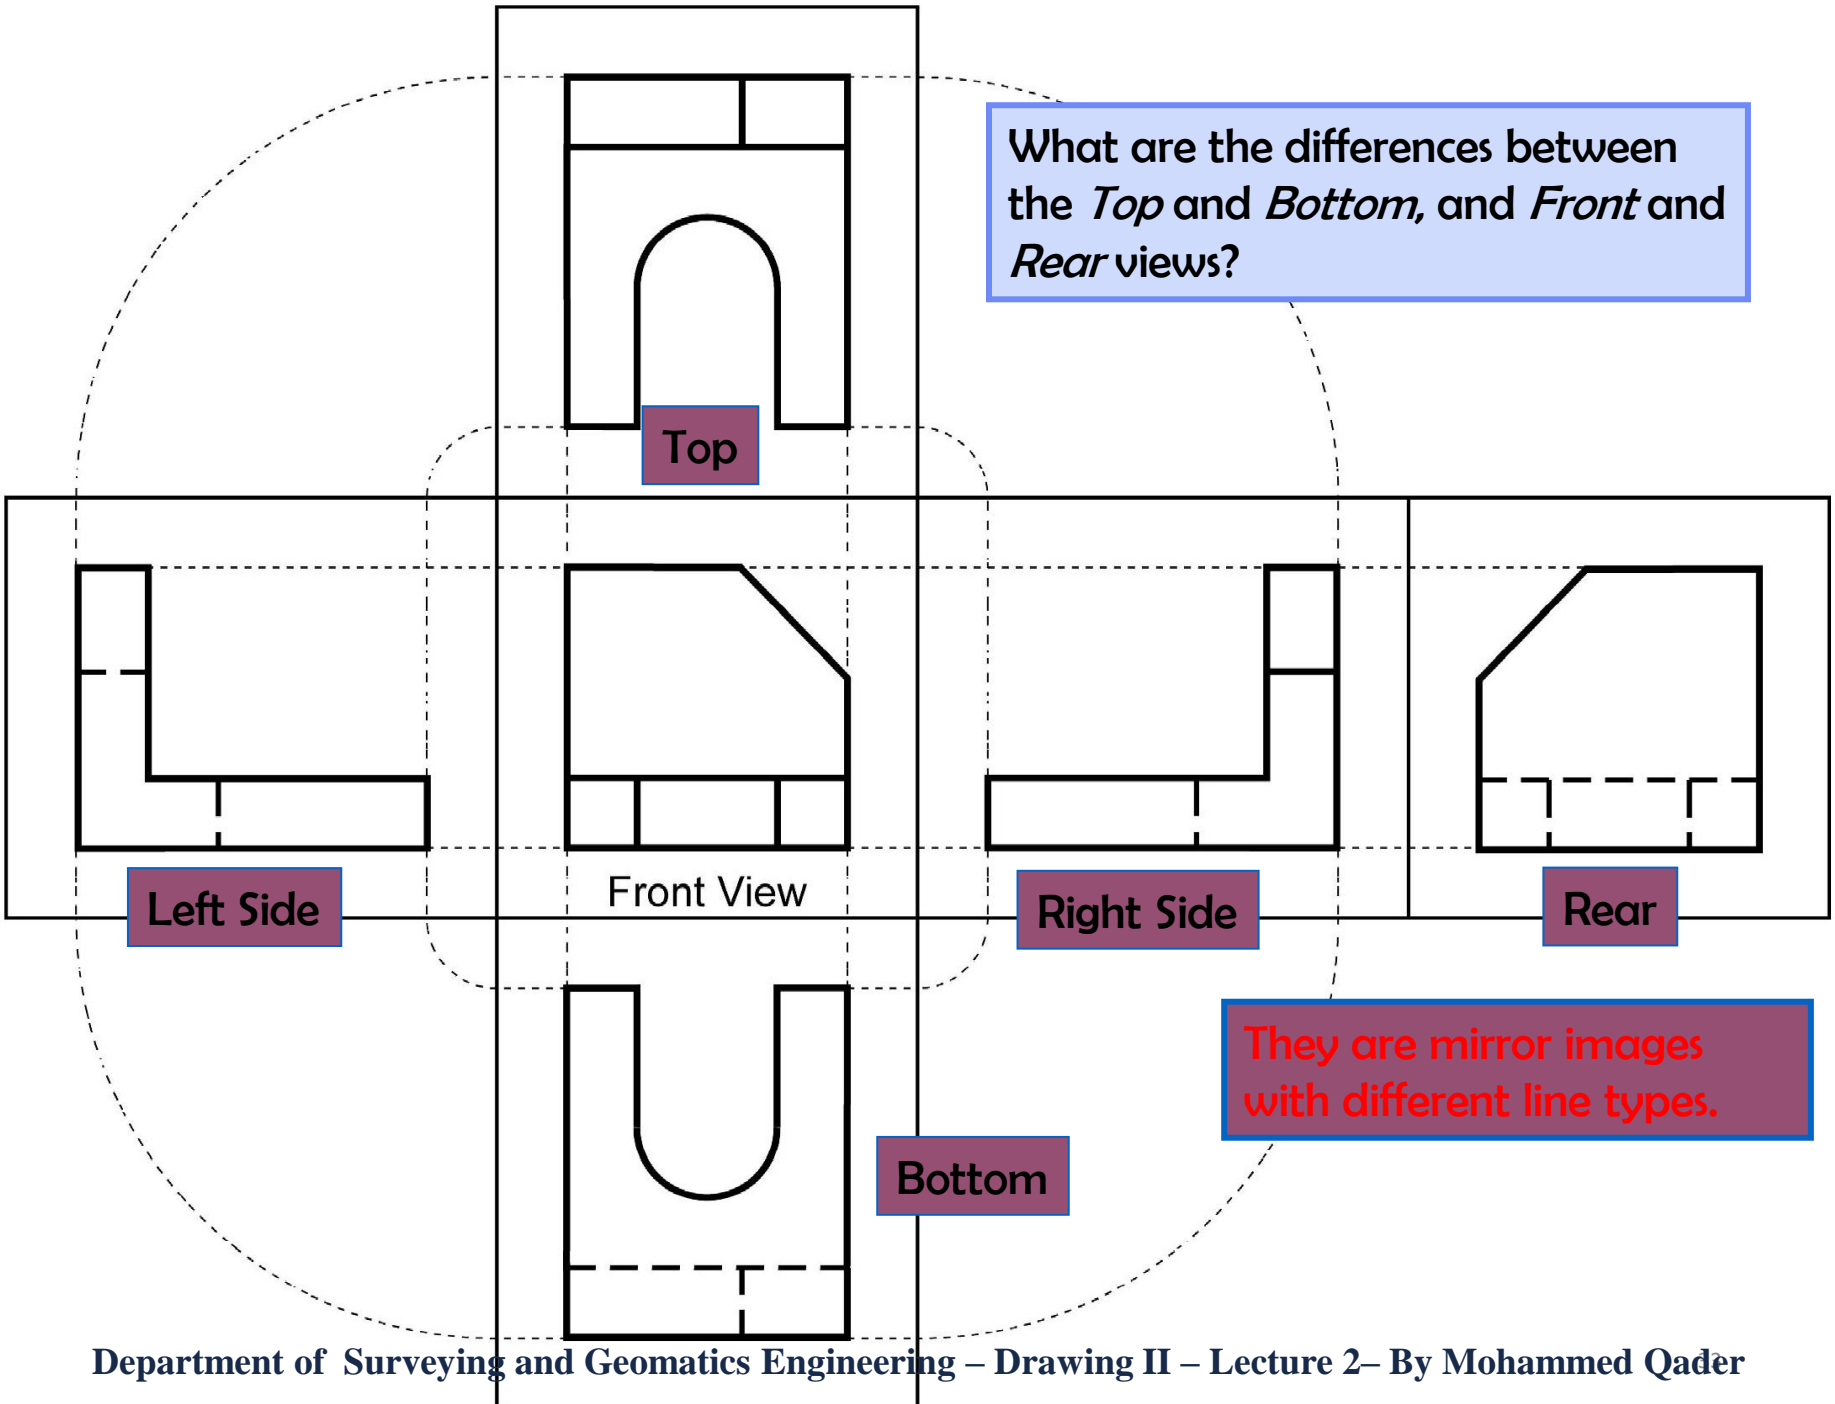 What are the differences between
the Top and Bottom, and Front and
Rear views?
Top
Left Side
Front View
Right Side
Rear
They are mirror images
with different line types.
Bottom
Department of Surveying and Geomatics Engineering – Drawing II – Lecture 2– By Mohammed Qader